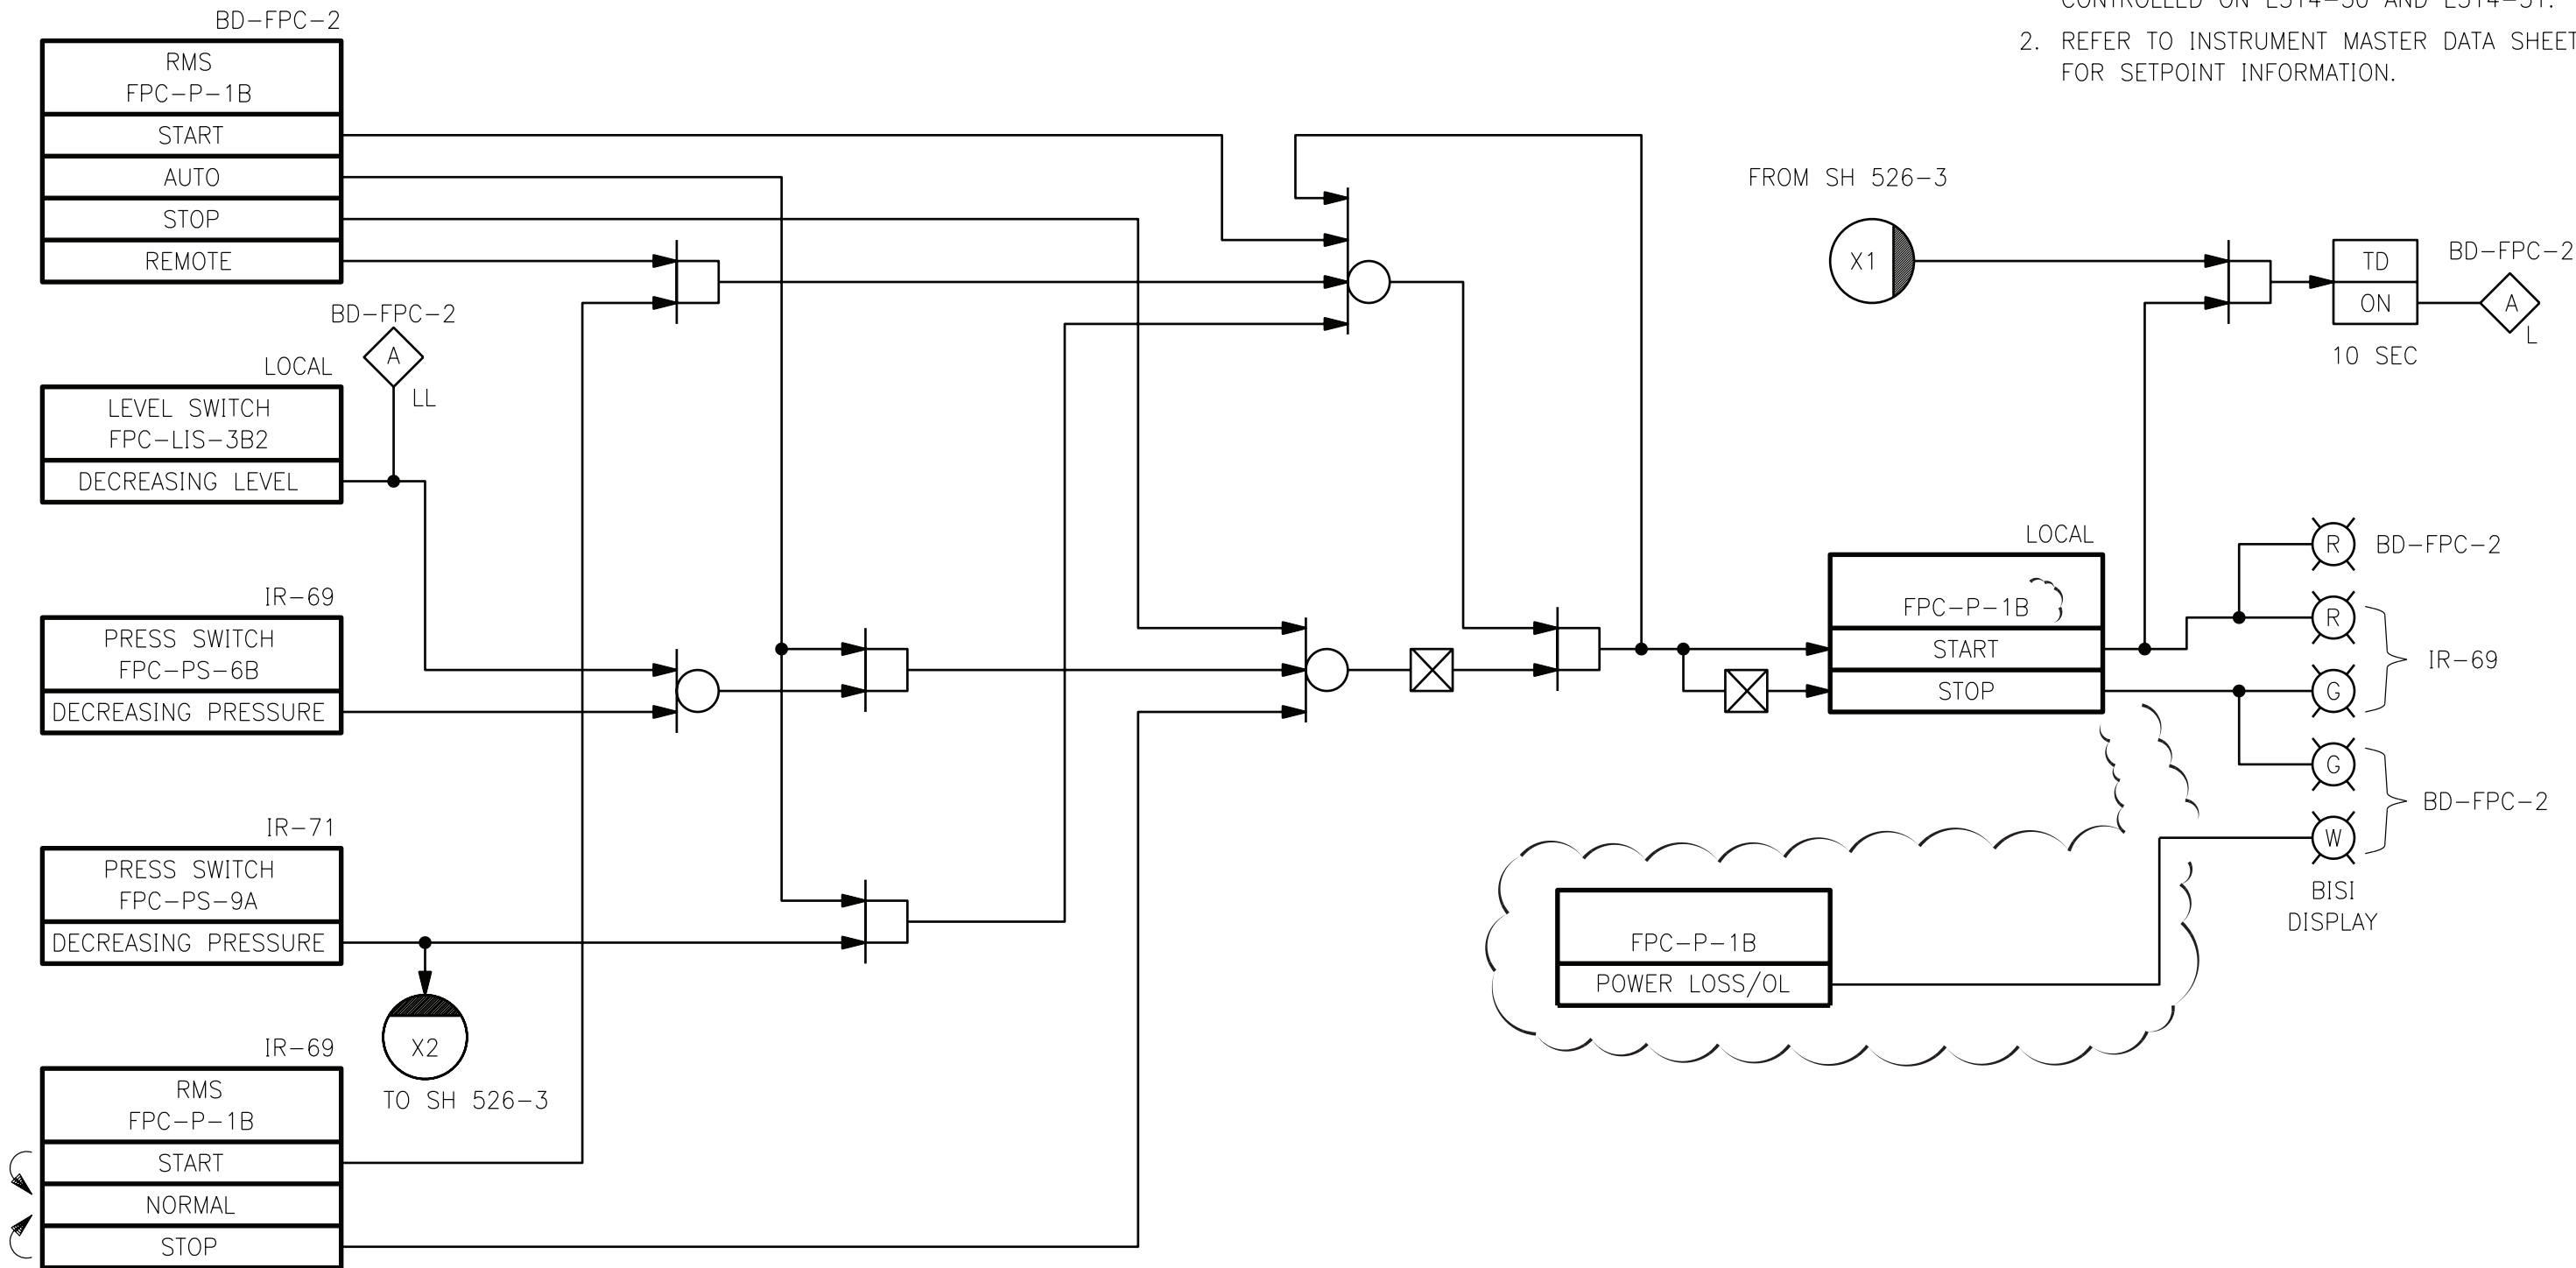 CONTROLLED ON E514-30 AND E514-31.
2. REFER TO INSTRUMENT MASTER DATA SHEET
FOR SETPOINT INFORMATION.
BD-FPC-2
RMS
FPC-P-1B
START
AUTO
STOP
REMOTE
BD-FPC-2
A
LL
LOCAL
LEVEL SWITCH
FPC-LIS-3B2
DECREASING LEVEL
IR-69
PRESS SWITCH
FPC-PS-6B
DECREASING PRESSURE
IR-71
PRESS SWITCH
FPC-PS-9A
DECREASING PRESSURE
X2
TO SH 526-3
IR-69
RMS
FPC-P-1B
START
NORMAL
STOP
FROM SH 526-3
X1
TD
ON
10 SEC
BD-FPC-2
A
L
LOCAL
FPC-P-1B
START
STOP
R
BD-FPC-2
R
G
IR-69
G
W
BD-FPC-2
BISI
DISPLAY
FPC-P-1B
POWER LOSS/OL